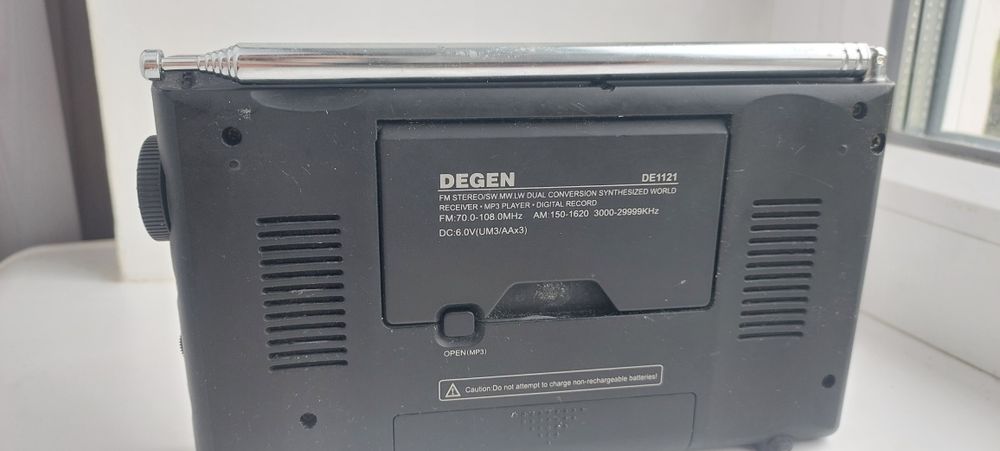 DEGEN DE1121
FM STEREO/SW.MW.LW DUAL CONVERSION SYNTHESIZED WORLD
RECEIVER • MP3 PLAYER • DIGITAL RECORD
FM:70.0-108.0MHz AM:150-1620 3000-29999KHz
DC:6.0V(UM3/AAx3)
OPEN(MP3)
Caution:Do not attempt to charge non-rechargeable batteries!